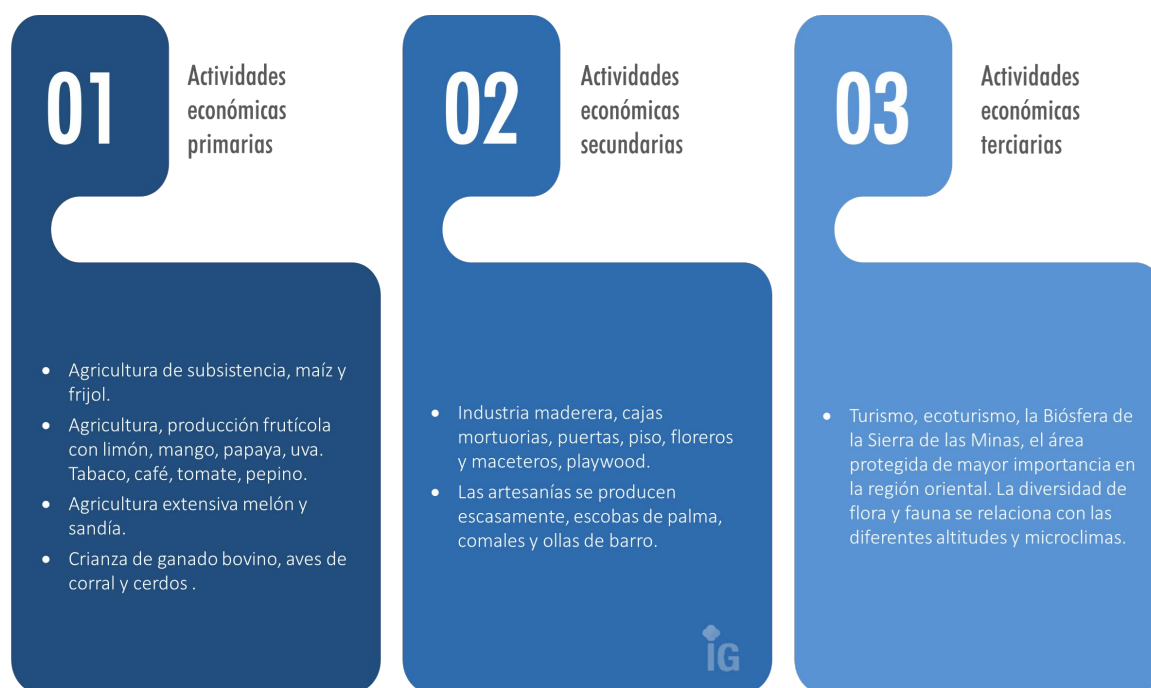 01
Actividades
económicas
primarias
• Agricultura de subsistencia, maíz y
frijol.
• Agricultura, producción frutícola
con limón, mango, papaya, uva.
Tabaco, café, tomate, pepino.
• Agricultura extensiva melón y
sandía.
• Crianza de ganado bovino, aves de
corral y cerdos .
02
Actividades
económicas
secundarias
• Industria maderera, cajas
mortuorias, puertas, piso, floreros
y maceteros, playwood.
• Las artesanías se producen
escasamente, escobas de palma,
comales y ollas de barro.
IG
03
Actividades
económicas
terciarias
• Turismo, ecoturismo, la Biósfera de
la Sierra de las Minas, el área
protegida de mayor importancia en
la región oriental. La diversidad de
flora y fauna se relaciona con las
diferentes altitudes y microclimas.